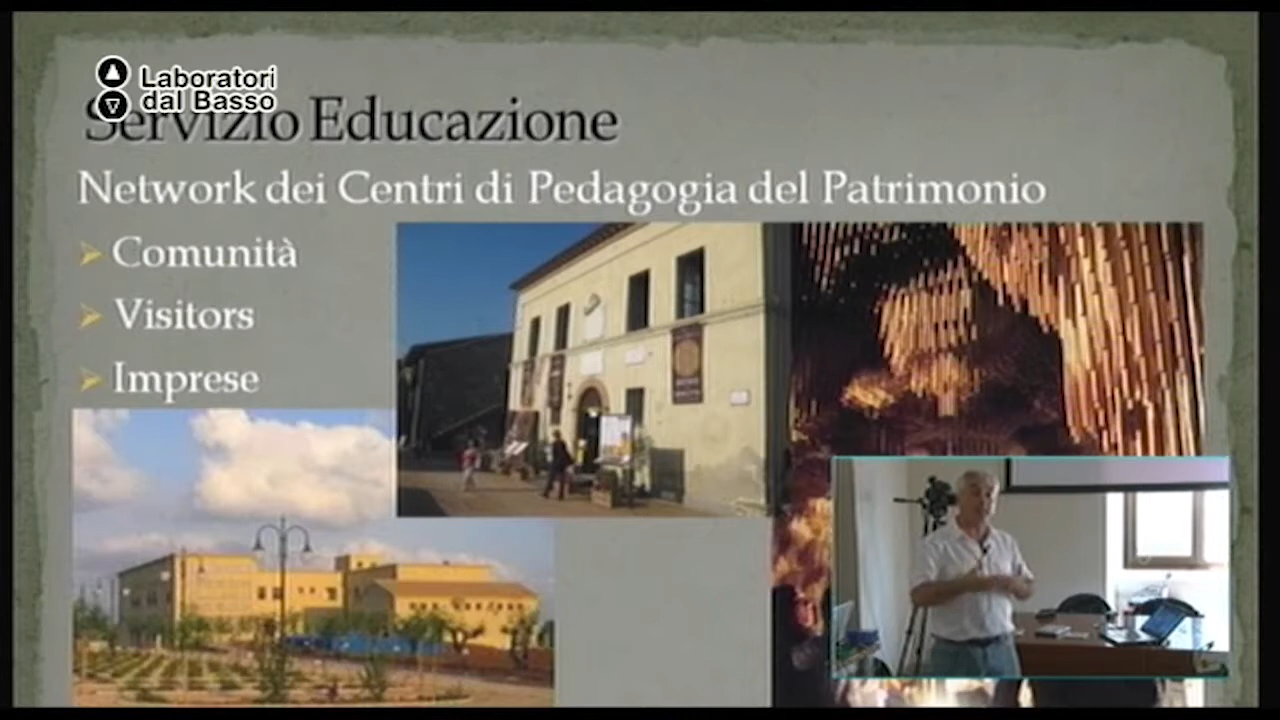 Laboratori
dal Basso
Servizio Educazione
Network dei Centri di Pedagogia del Patrimonio
Comunità
Visitors
Imprese